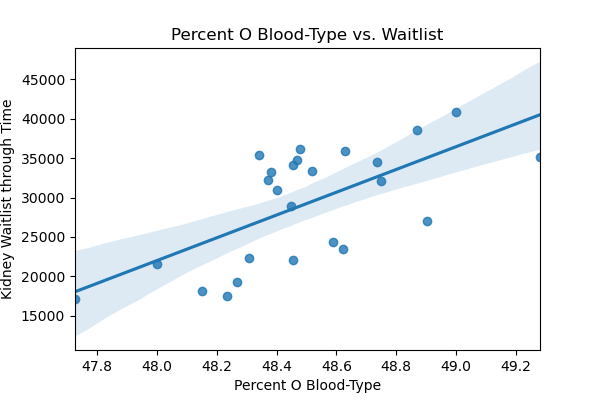 Percent O Blood-Type vs. Waitlist
Kidney Waitlist through Time
45000
40000
35000
30000
25000
20000
15000
47.8 48.0 48.2 48.4 48.6 48.8 49.0 49.2
Percent O Blood-Type